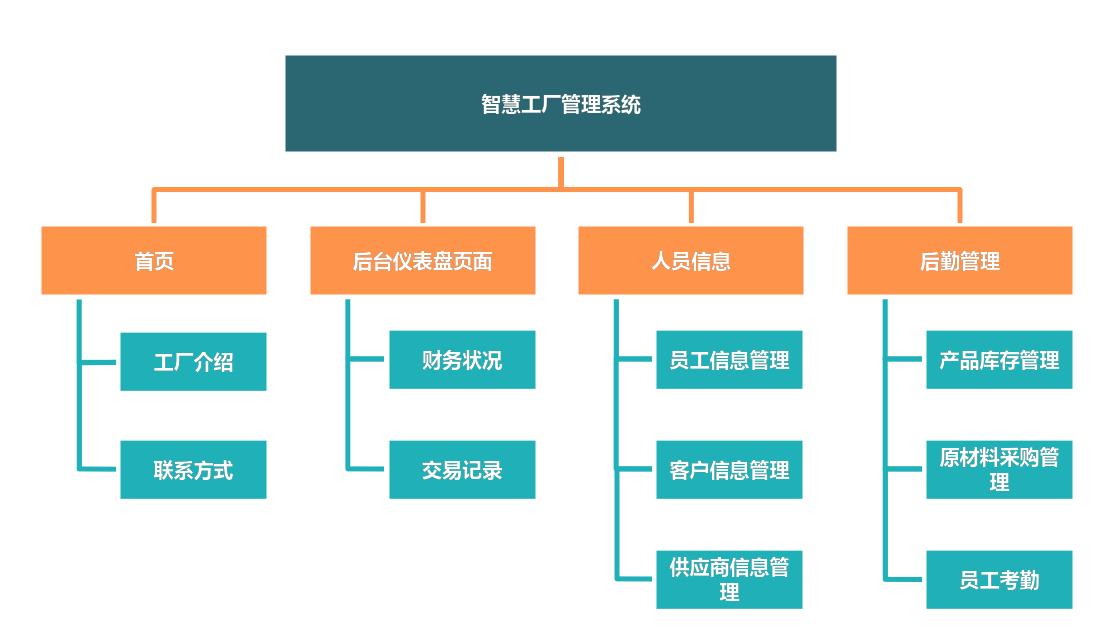 智慧工厂管理系统
首页
后台仪表盘页面
人员信息
后勤管理
工厂介绍
财务状况
员工信息管理
产品库存管理
联系方式
交易记录
客户信息管理
原材料采购管
理
供应商信息管
理
员工考勤